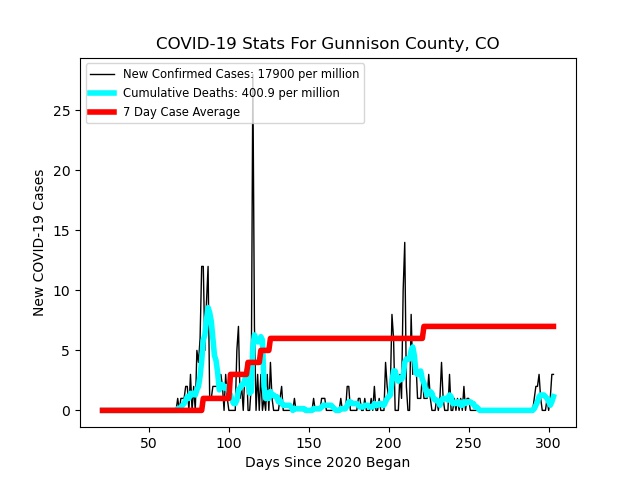 COVID-19 Stats For Gunnison County, CO
New Confirmed Cases: 17900 per million
Cumulative Deaths: 400.9 per million
7 Day Case Average
New COVID-19 Cases
25
20
15
10
5
0
50 100 150 200 250 300
Days Since 2020 Began